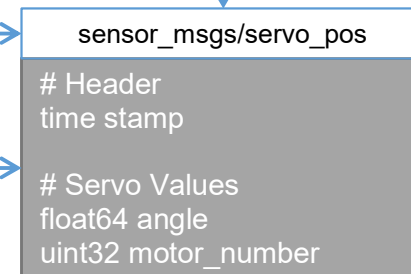 sensor_msgs/servo_pos
# Header
time stamp
# Servo Values
float64 angle
uint32 motor_number